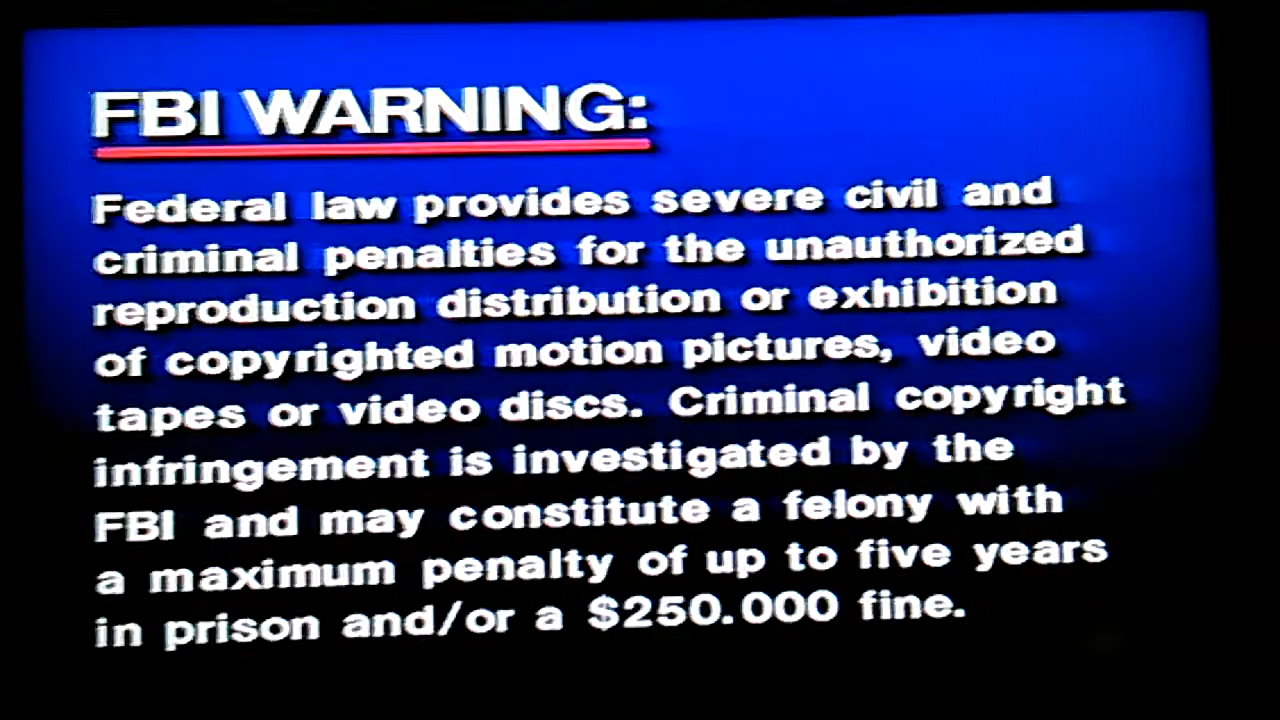 FBI WARNING:
Federal law provides severe civil and
criminal penalties for the unauthorized
reproduction distribution or exhibition
of copyrighted motion pictures, video
tapes or video discs. Criminal copyright
infringement is investigated by the
FBI and may constitute a felony with
a maximum penalty of up to five years
in prison and/or a $250.000 fine.